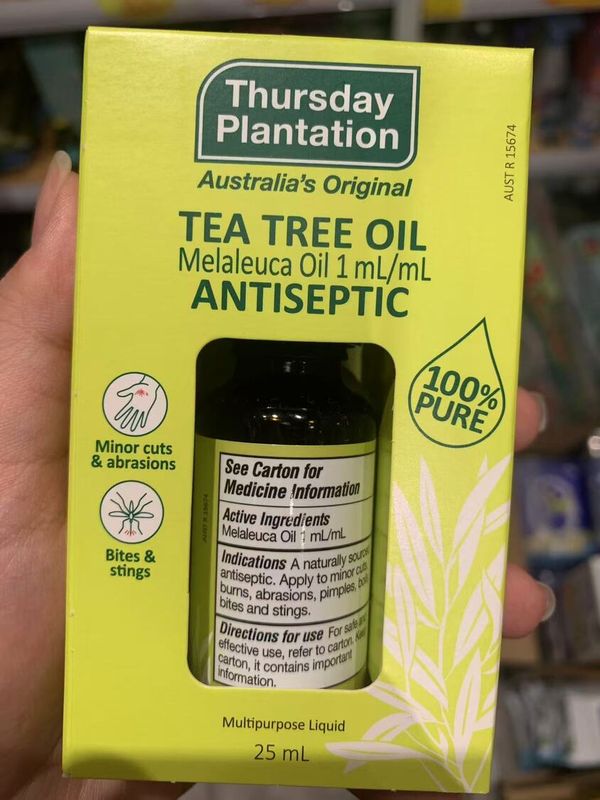 Thursday
Plantation
Australia's Original
AUST R 15674
TEA TREE OIL
Melaleuca Oil 1 mL/mL
ANTISEPTIC
100%
PURE
Minor cuts
& abrasions
Bites &
stings
See Carton for
Medicine Information
Active Ingredients
Melaleuca Oil 1 mL/mL
Indications A naturally sourced
antiseptic. Apply to minor cuts,
burns, abrasions, pimples,
bites and stings.
Directions for use For safe and
effective use, refer to carton. Keep
carton, it contains important
information.
AUST R 15674
Multipurpose Liquid
25 mL